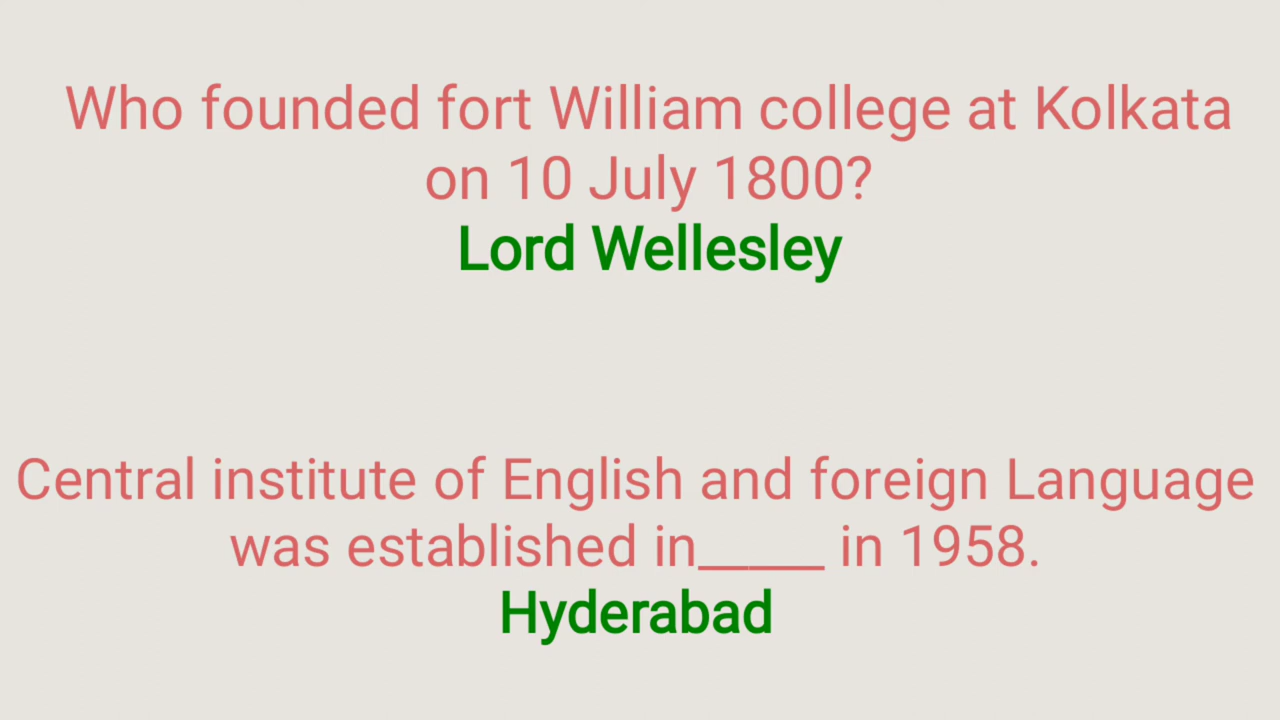 Who founded fort William college at Kolkata
on 10 July 1800?
Lord Wellesley
Central institute of English and foreign Language
was established in_____ in 1958.
Hyderabad